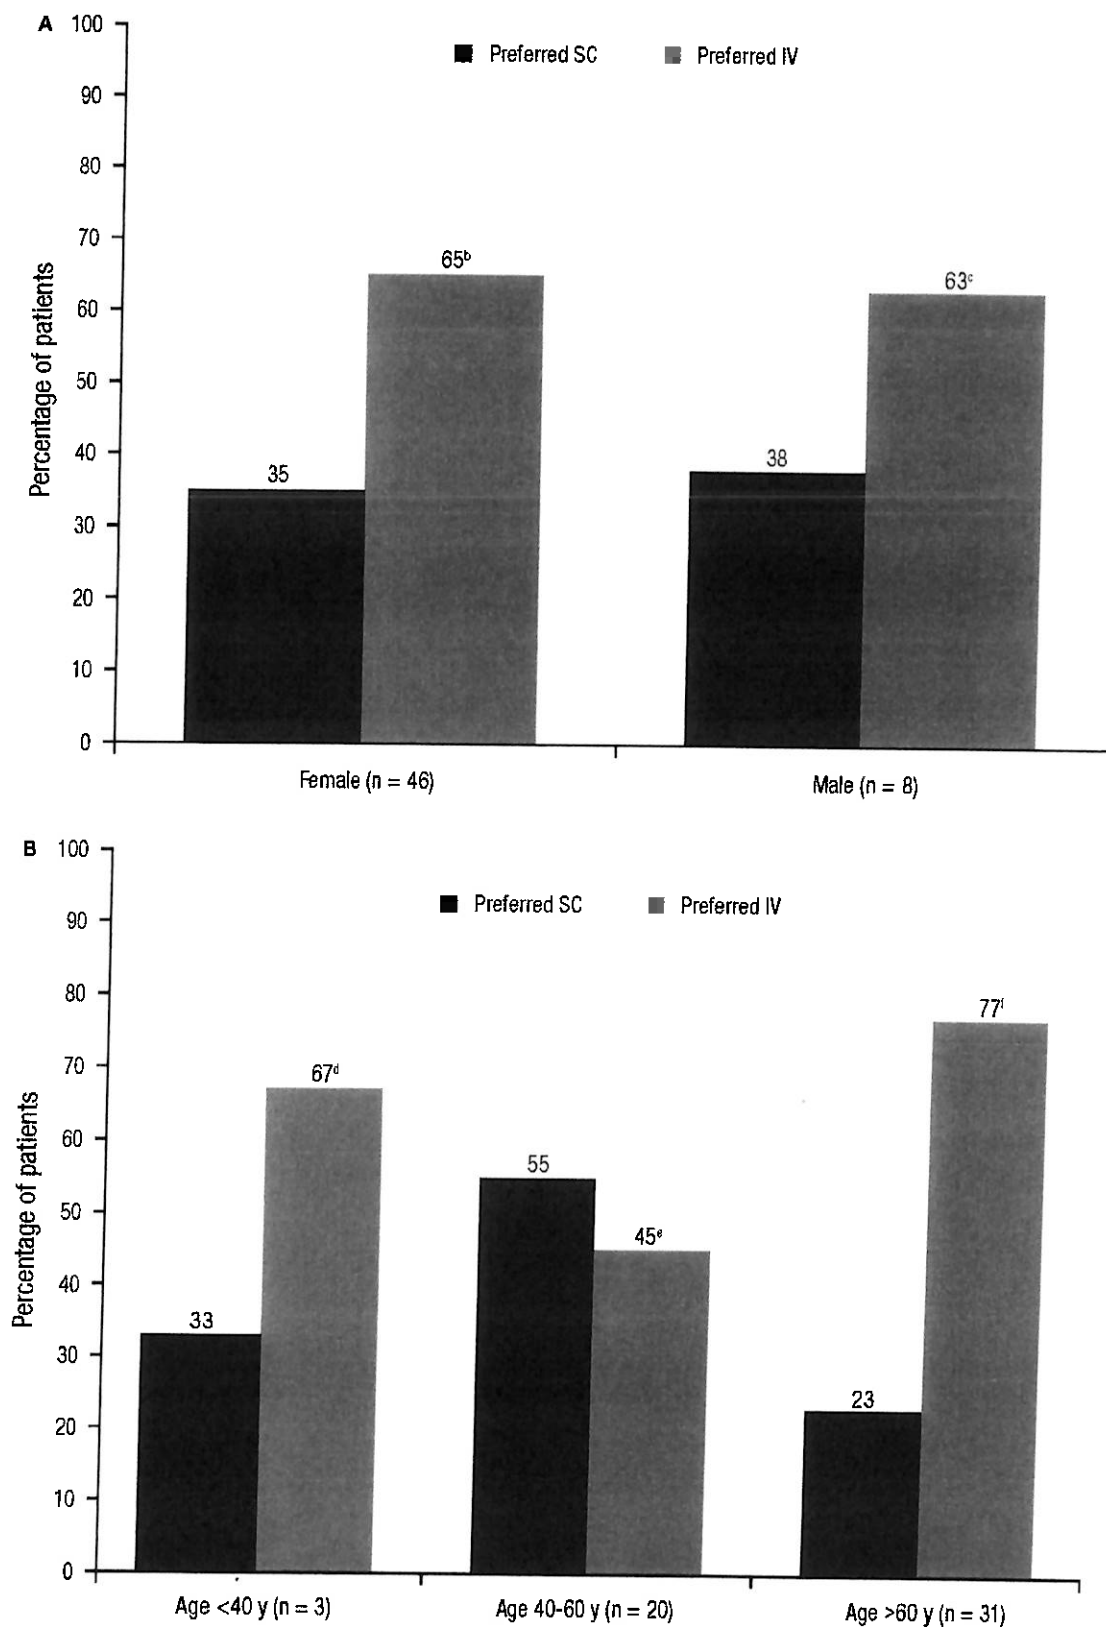 A
Preferred SC Preferred IV
100
90
80
70
60
50
40
30
20
10
0
Percentage of patients
35
65ᵇ
38
63ᶜ
Female (n = 46)
Male (n = 8)
B
Preferred SC Preferred IV
100
90
80
70
60
50
40
30
20
10
0
Percentage of patients
33
67ᵈ
55
45ᵉ
23
77ᶠ
Age <40 y (n = 3)
Age 40-60 y (n = 20)
Age >60 y (n = 31)